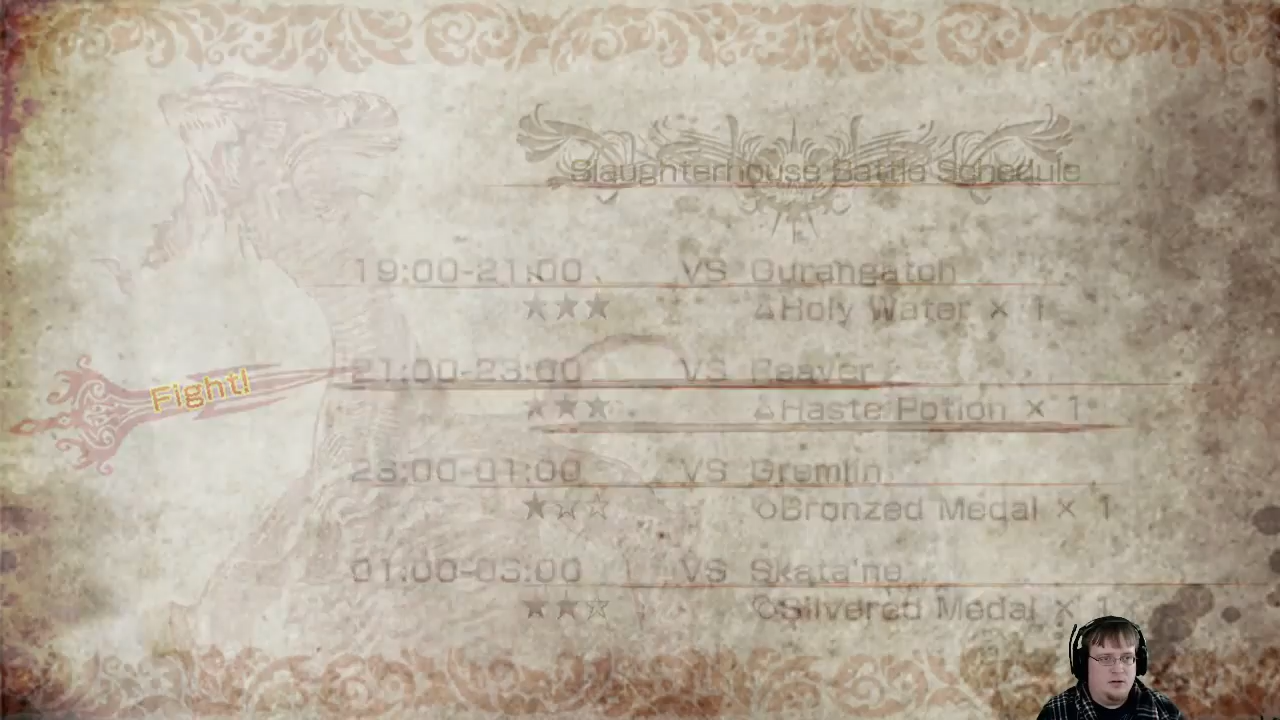 Slaughterhouse Battle Schedule
19:00-21:00 VS Gurangatch
★★★ △Holy Water × 1
Fight! 21:00-23:00 VS Reaver
★★★ △Haste Potion × 1
23:00-01:00 VS Gremlin
★☆☆ ○Bronzed Medal × 1
01:00-03:00 VS Skata'ne
★★☆ ○Silvered Medal × 1